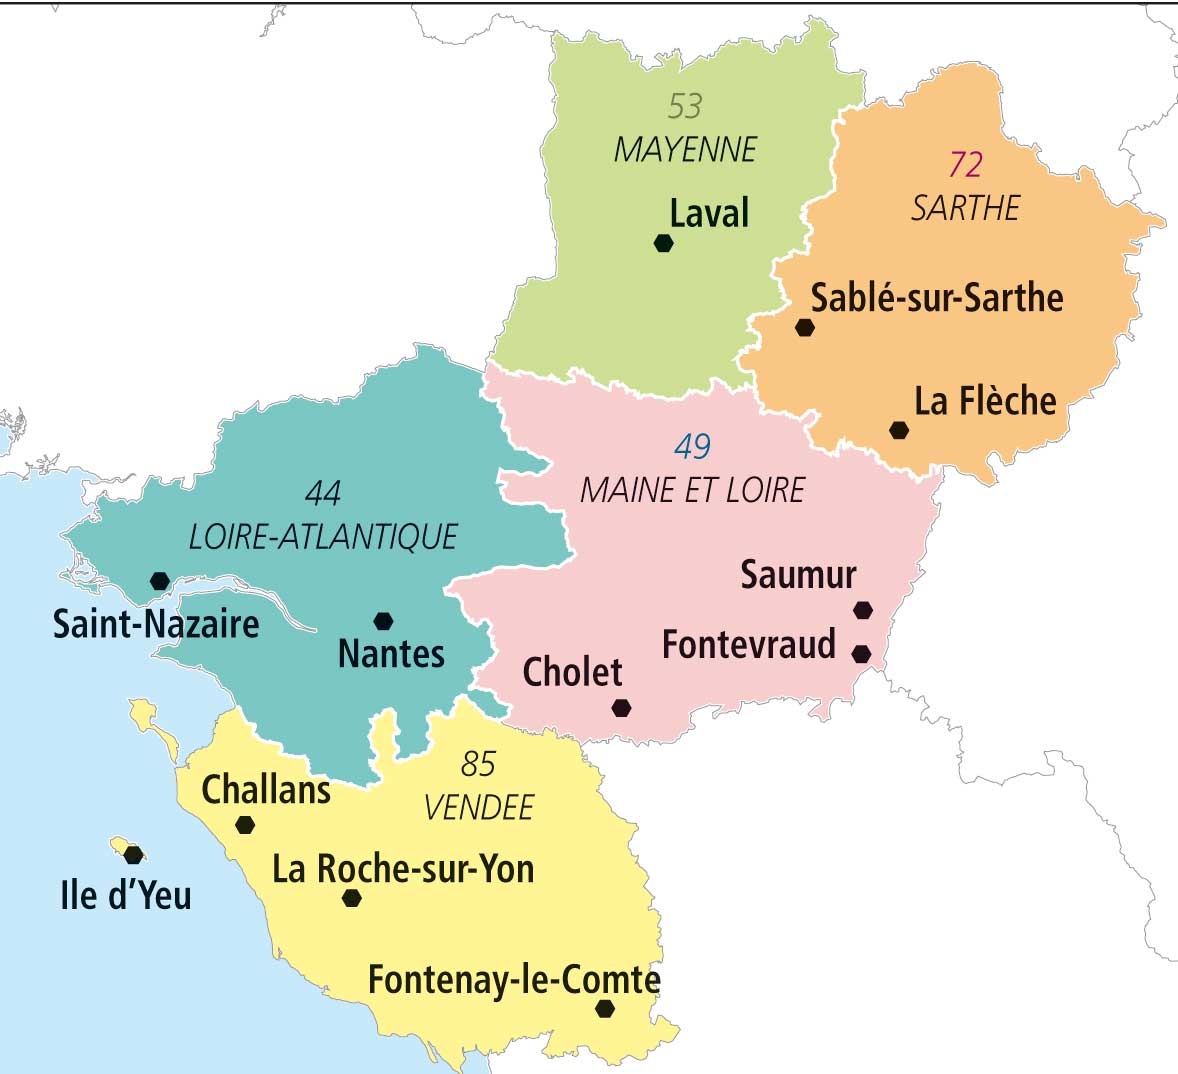 53
MAYENNE
Laval
72
SARTHE
Sablé-sur-Sarthe
La Flèche
49
MAINE ET LOIRE
44
LOIRE-ATLANTIQUE
Saumur
Saint-Nazaire
Fontevraud
Nantes
Cholet
85
VENDEE
Challans
La Roche-sur-Yon
Ile d’Yeu
Fontenay-le-Comte